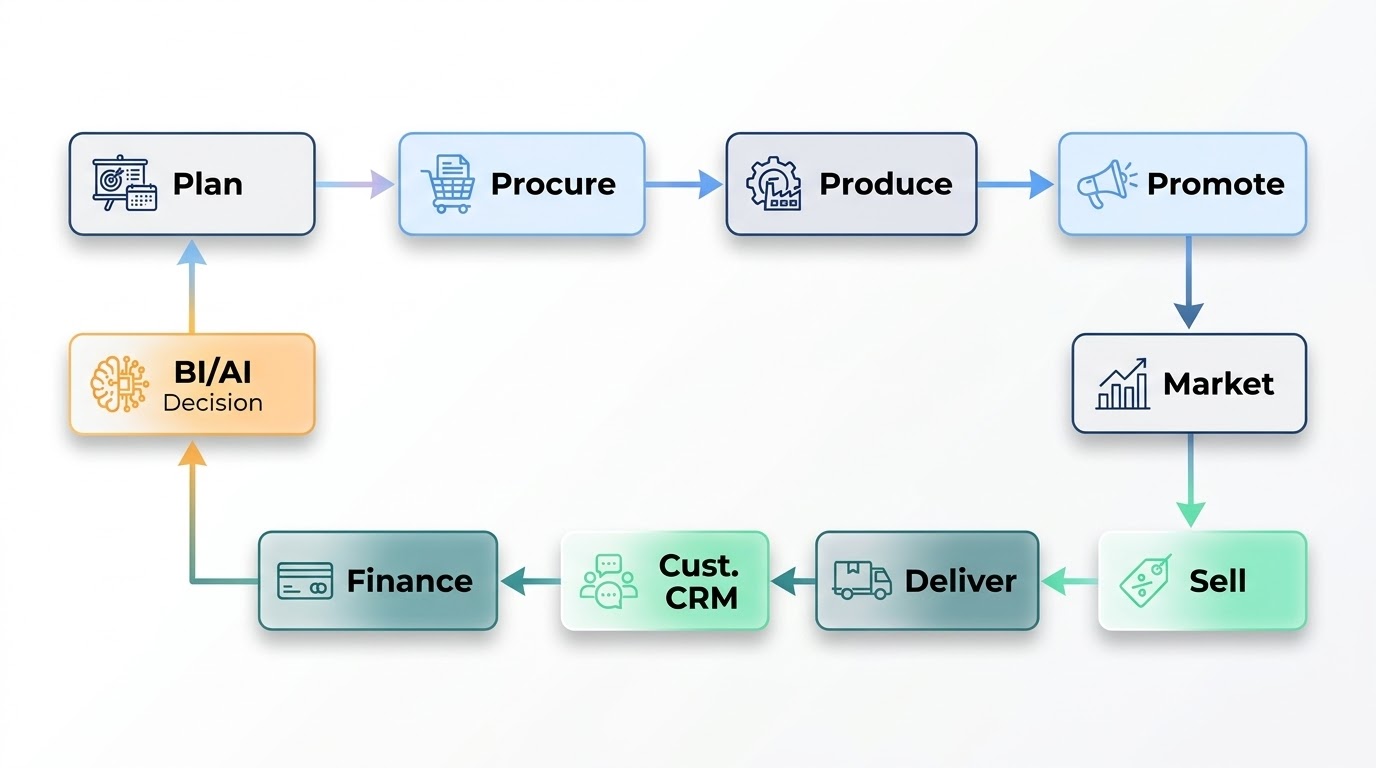 Plan
Procure
Produce
Promote
BI/AI
Decision
Market
Finance
Cust.
CRM
Deliver
Sell